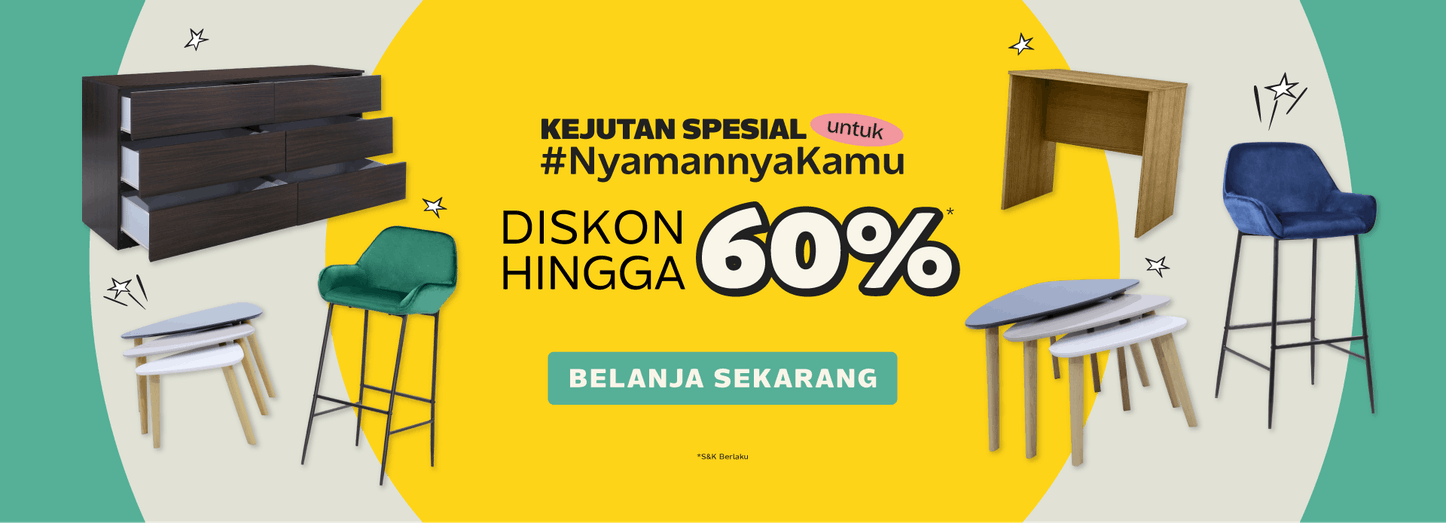 KEJUTAN SPESIAL untuk
#NyamannyaKamu
DISKON
HINGGA 60%*
BELANJA SEKARANG
*S&K Berlaku